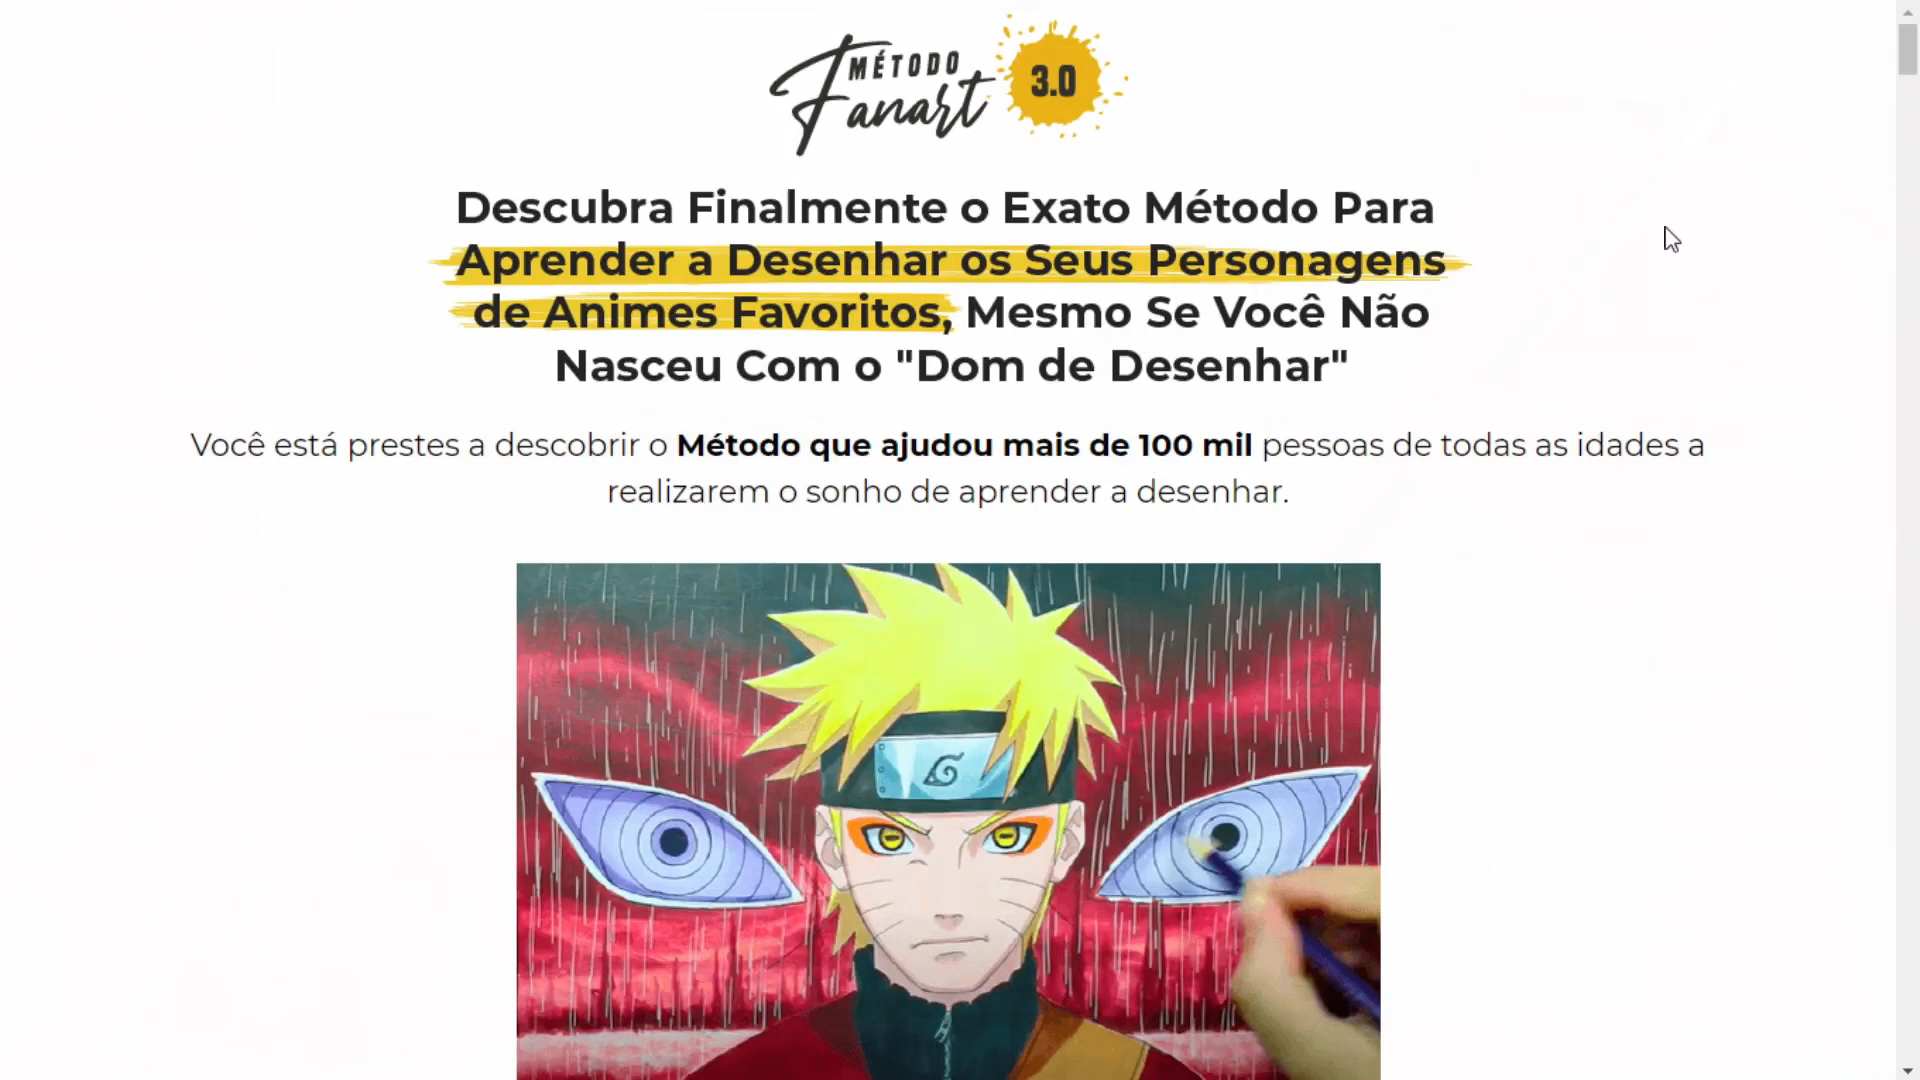 MÉTODO
Fanart
3.0
Descubra Finalmente o Exato Método Para
Aprender a Desenhar os Seus Personagens
de Animes Favoritos, Mesmo Se Você Não
Nasceu Com o "Dom de Desenhar"
Você está prestes a descobrir o Método que ajudou mais de 100 mil pessoas de todas as idades a
realizarem o sonho de aprender a desenhar.